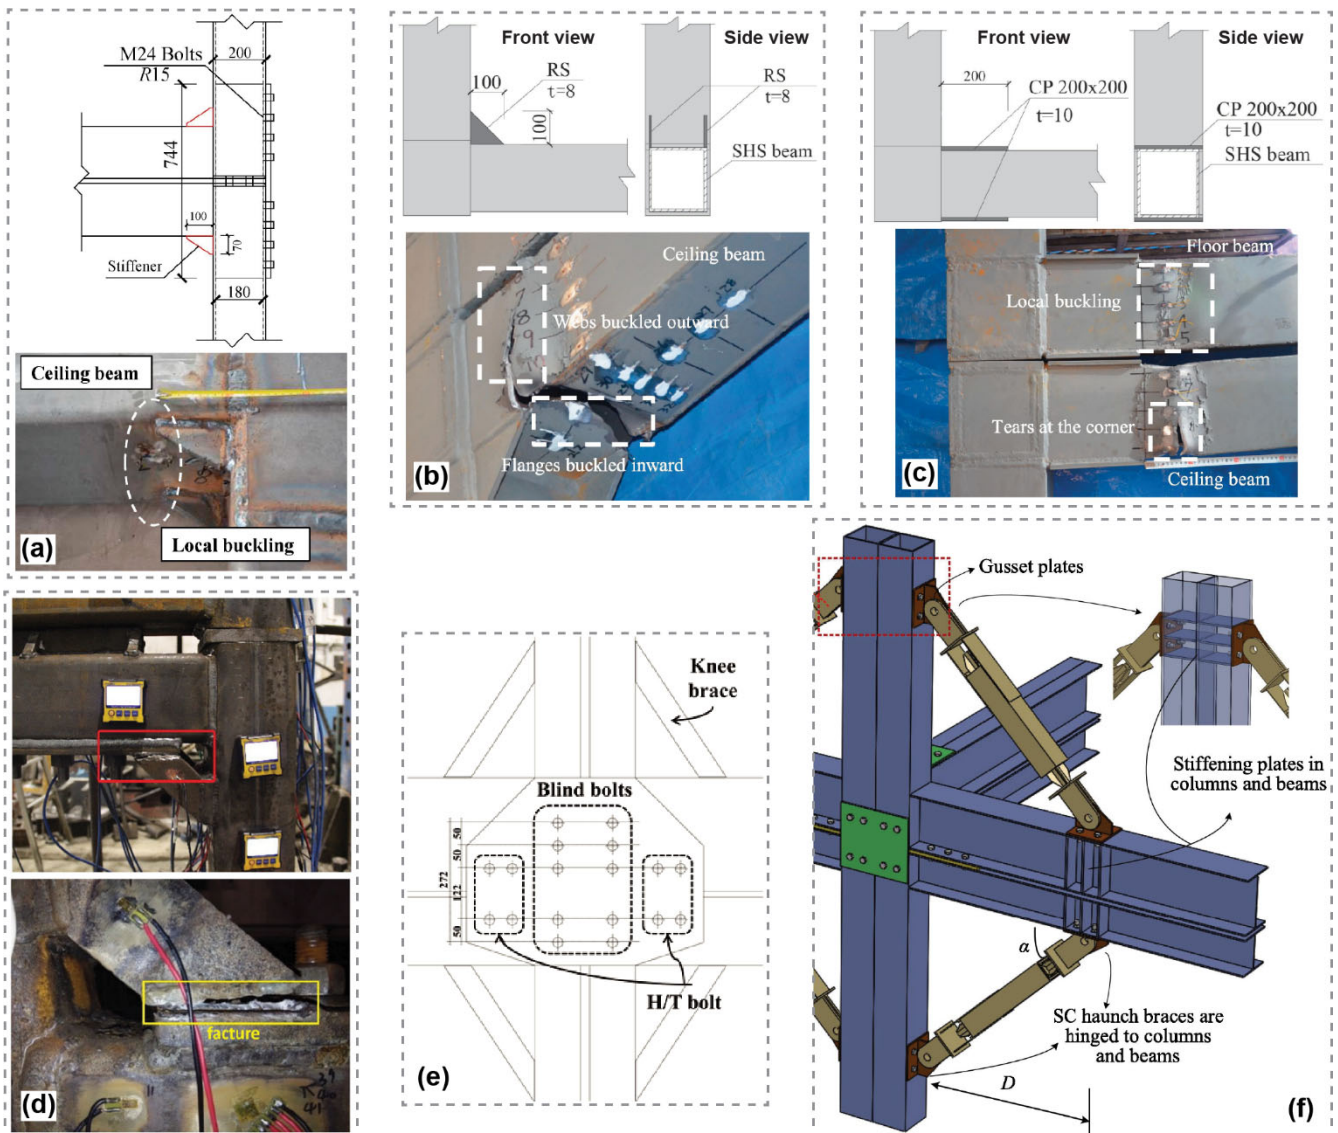 M24 Bolts
R15
200
744
100
70
Stiffener
180
Ceiling beam
Local buckling
(a)
Front view
Side view
100
RS
t=8
100
RS
t=8
SHS beam
Ceiling beam
7
8
9
Webs buckled outward
Flanges buckled inward
(b)
Front view
Side view
200
CP 200x200
t=10
CP 200x200
t=10
SHS beam
Floor beam
Local buckling
5
Tears at the corner
Ceiling beam
(c)
facture
(d)
Knee
brace
Blind bolts
50
50
272
122
50
H/T bolt
(e)
Gusset plates
Stiffening plates in
columns and beams
α
SC haunch braces are
hinged to columns
and beams
D
(f)